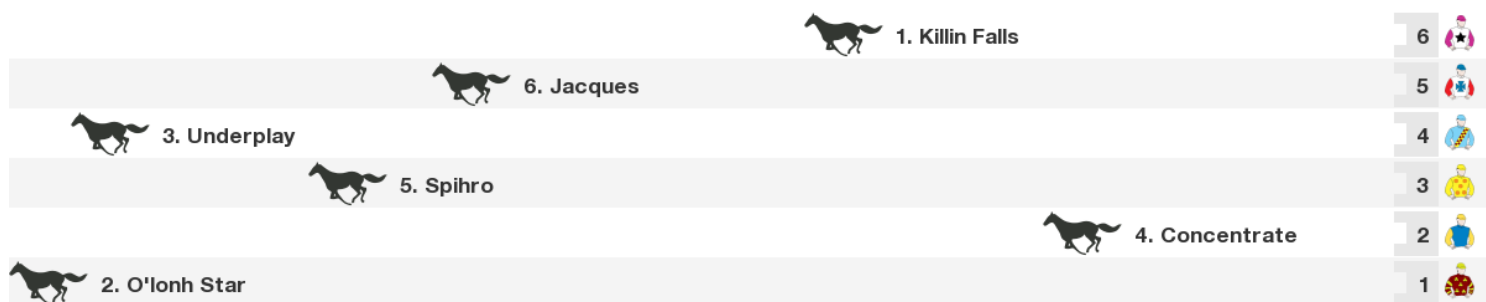 1. Killin Falls 6
6. Jacques 5
3. Underplay 4
5. Spihro 3
4. Concentrate 2
2. O'lonh Star 1